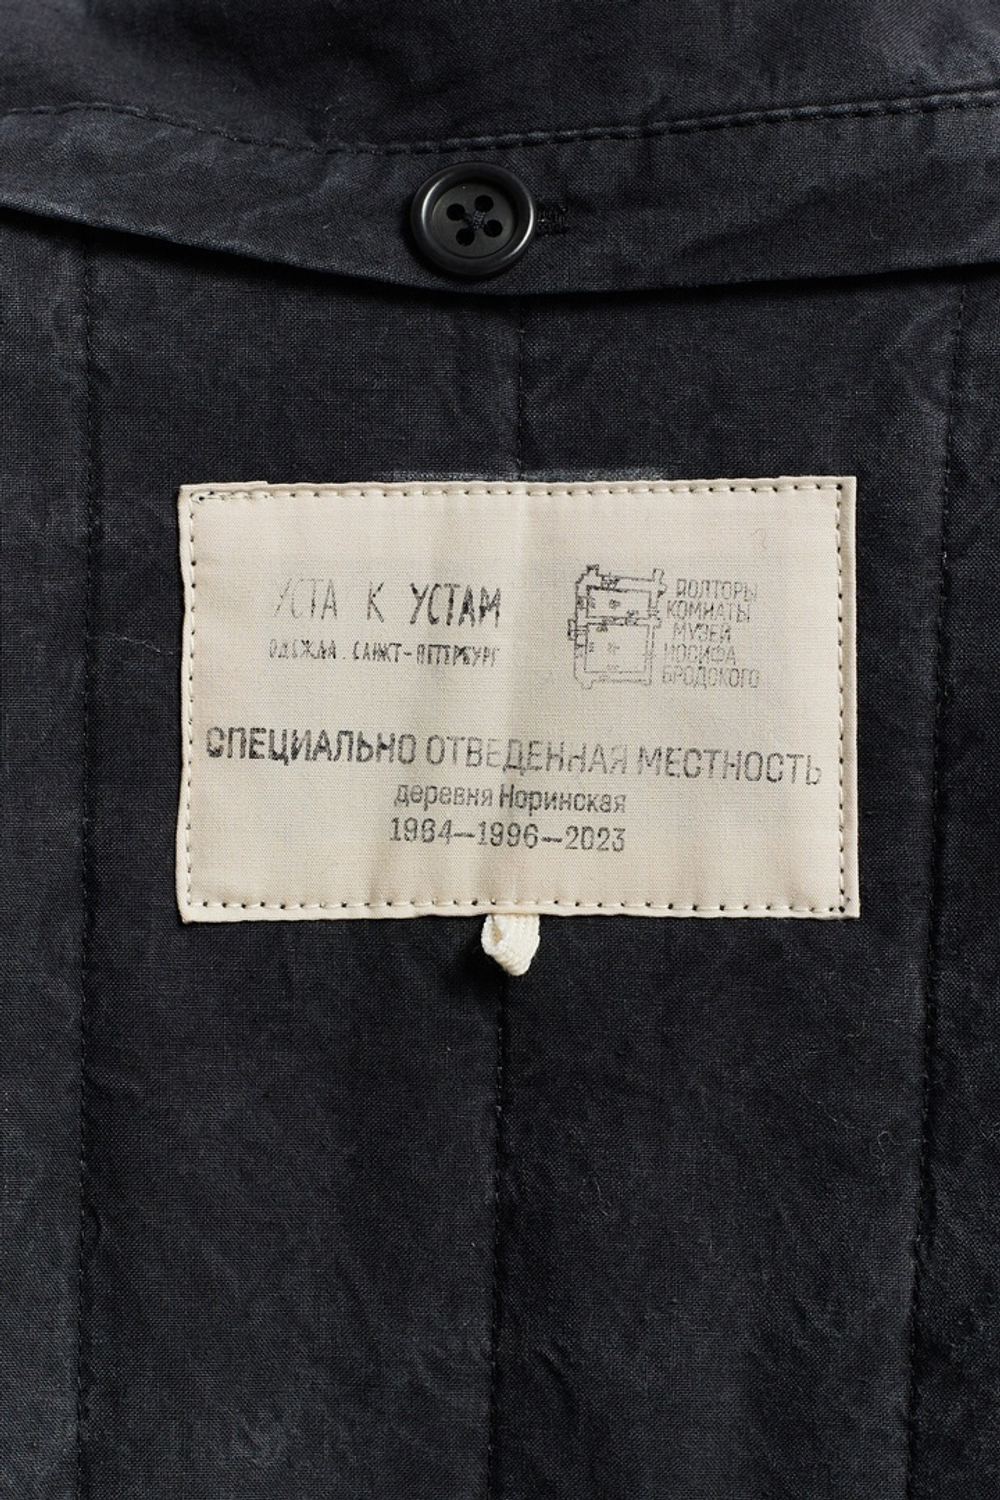 УСТА К УСТАМ
ОДЕЖДА. САНКТ-ПЕТЕРБУРГ
ПОЛТОРЫ
КОМНАТЫ
МУЗЕЙ
ИОСИФА
БРОДСКОГО
СПЕЦИАЛЬНО ОТВЕДЕННАЯ МЕСТНОСТЬ
деревня Норинская
1964—1996—2023